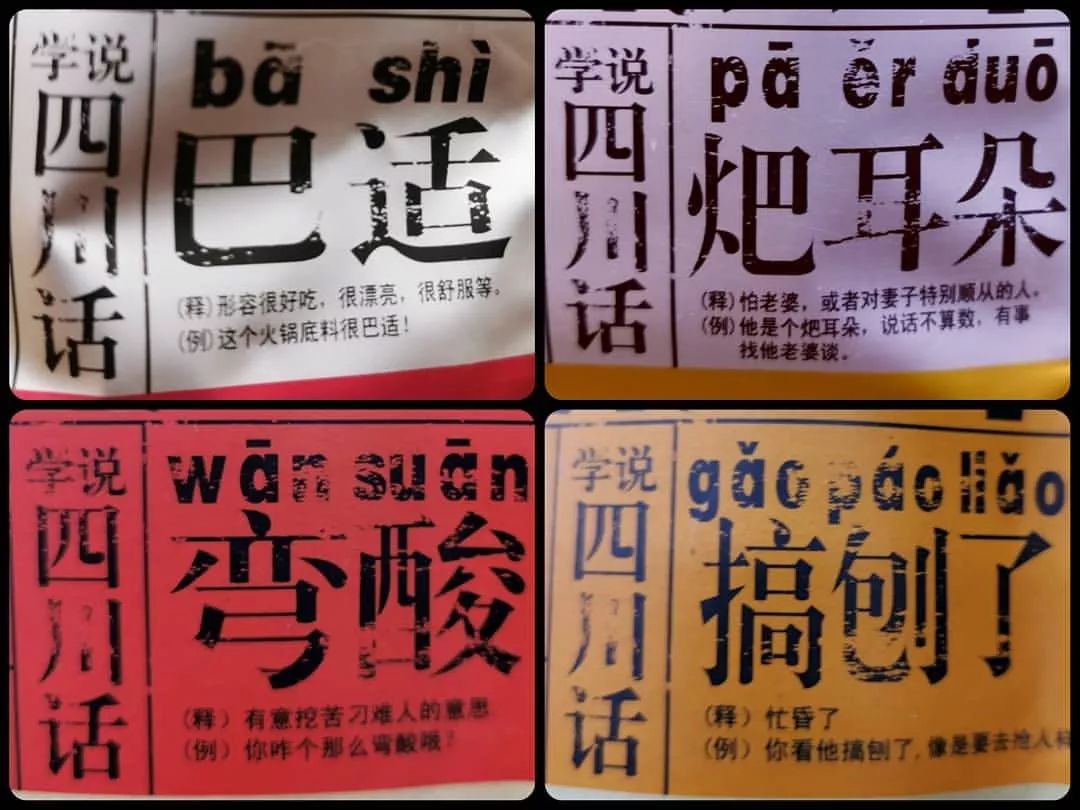 学说
四川话
bā shì
巴适
(释)形容很好吃，很漂亮，很舒服等。
(例)这个火锅底料很巴适！
学说
四川话
pā ěr duō
𤆵耳朵
(释)怕老婆，或者对妻子特别顺从的人。
(例)他是个𤆵耳朵，说话不算数，有事
找他老婆谈。
学说
四川话
wān suān
弯酸
(释)有意挖苦刁难人的意思
(例)你咋个那么弯酸哦？
学说
四川话
gǎo páo liǎo
搞刨了
(释)忙昏了
(例)你看他搞刨了，像是要去抢人